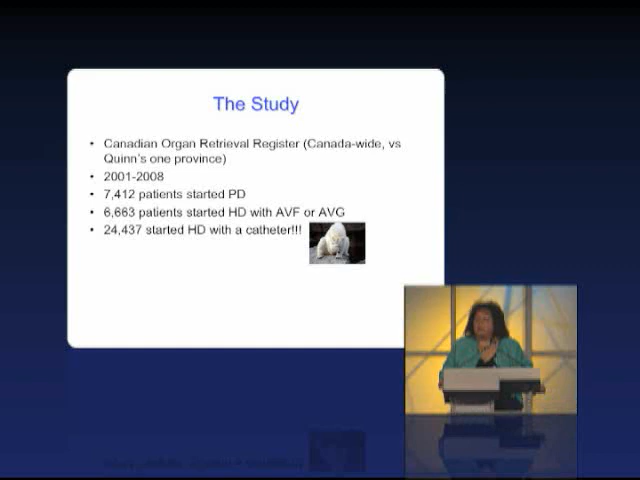 The Study
• Canadian Organ Retrieval Register (Canada-wide, vs
Quinn's one province)
• 2001-2008
• 7,412 patients started PD
• 6,663 patients started HD with AVF or AVG
• 24,437 started HD with a catheter!!!